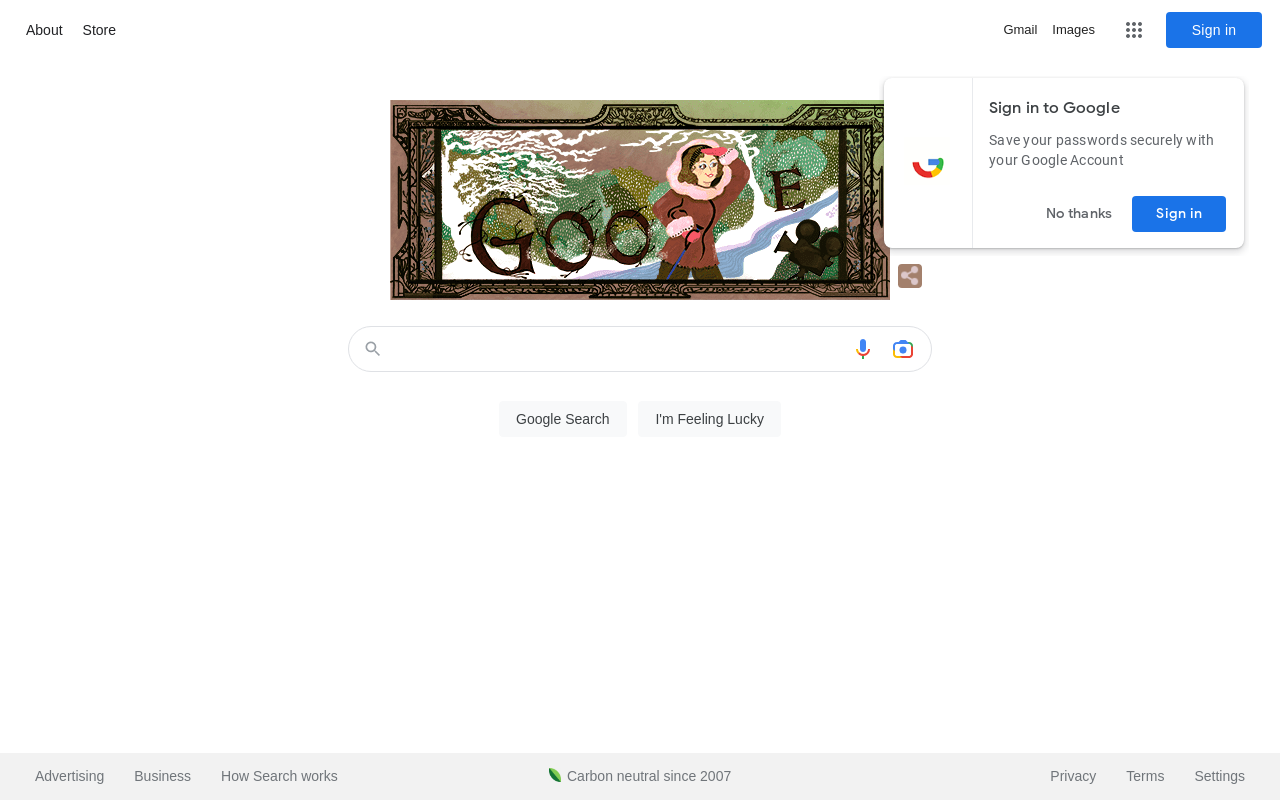 About
Store
Gmail
Images
Sign in
GOO E
Sign in to Google
Save your passwords securely with
your Google Account
No thanks
Sign in
Google Search
I'm Feeling Lucky
Advertising
Business
How Search works
Carbon neutral since 2007
Privacy
Terms
Settings